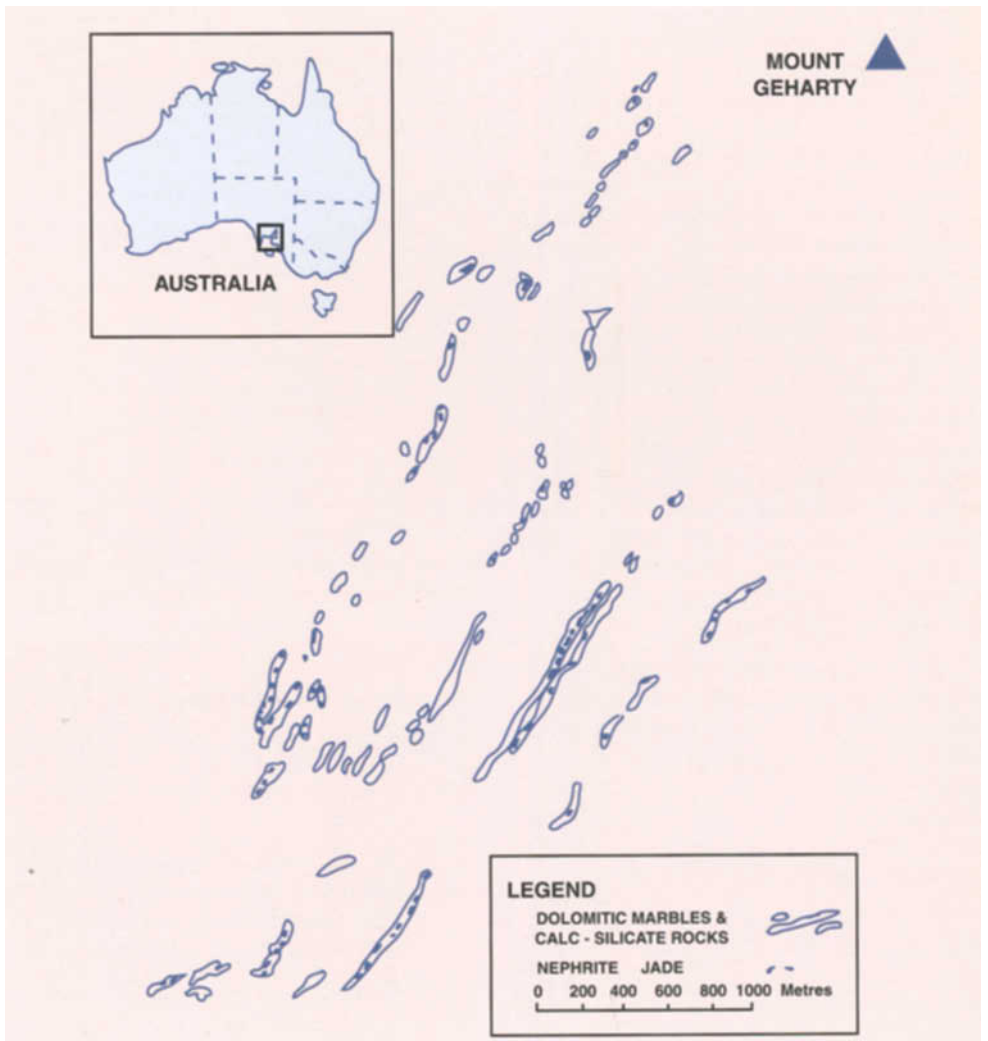 MOUNT
GEHARTY
AUSTRALIA
LEGEND
DOLOMITIC MARBLES &
CALC - SILICATE ROCKS
NEPHRITE JADE
0 200 400 600 800 1000 Metres